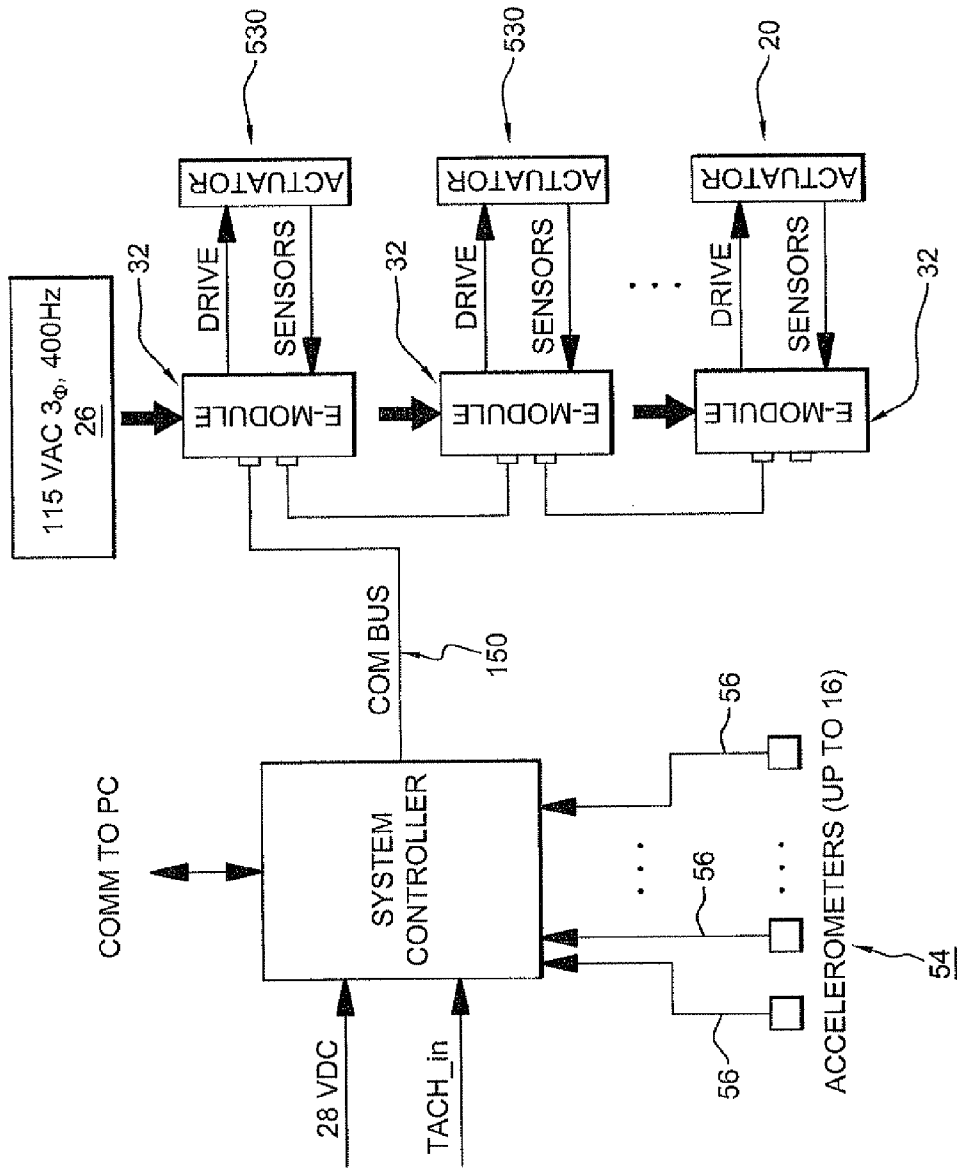 115 VAC 3Φ, 400Hz
26
32
DRIVE
SENSORS
E-MODULE
ACTUATOR
530
32
DRIVE
SENSORS
E-MODULE
ACTUATOR
530
. . .
DRIVE
SENSORS
E-MODULE
ACTUATOR
20
32
COM BUS
150
COMM TO PC
SYSTEM
CONTROLLER
28 VDC
TACH_in
56
56
56
. . .
. . .
ACCELEROMETERS (UP TO 16)
54